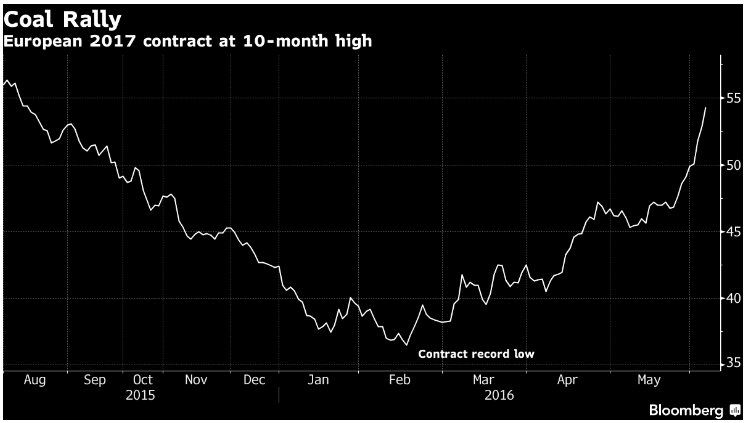 Coal Rally
European 2017 contract at 10-month high
55
50
45
40
35
Contract record low
Aug Sep Oct Nov Dec Jan Feb Mar Apr May
2015 2016
Bloomberg